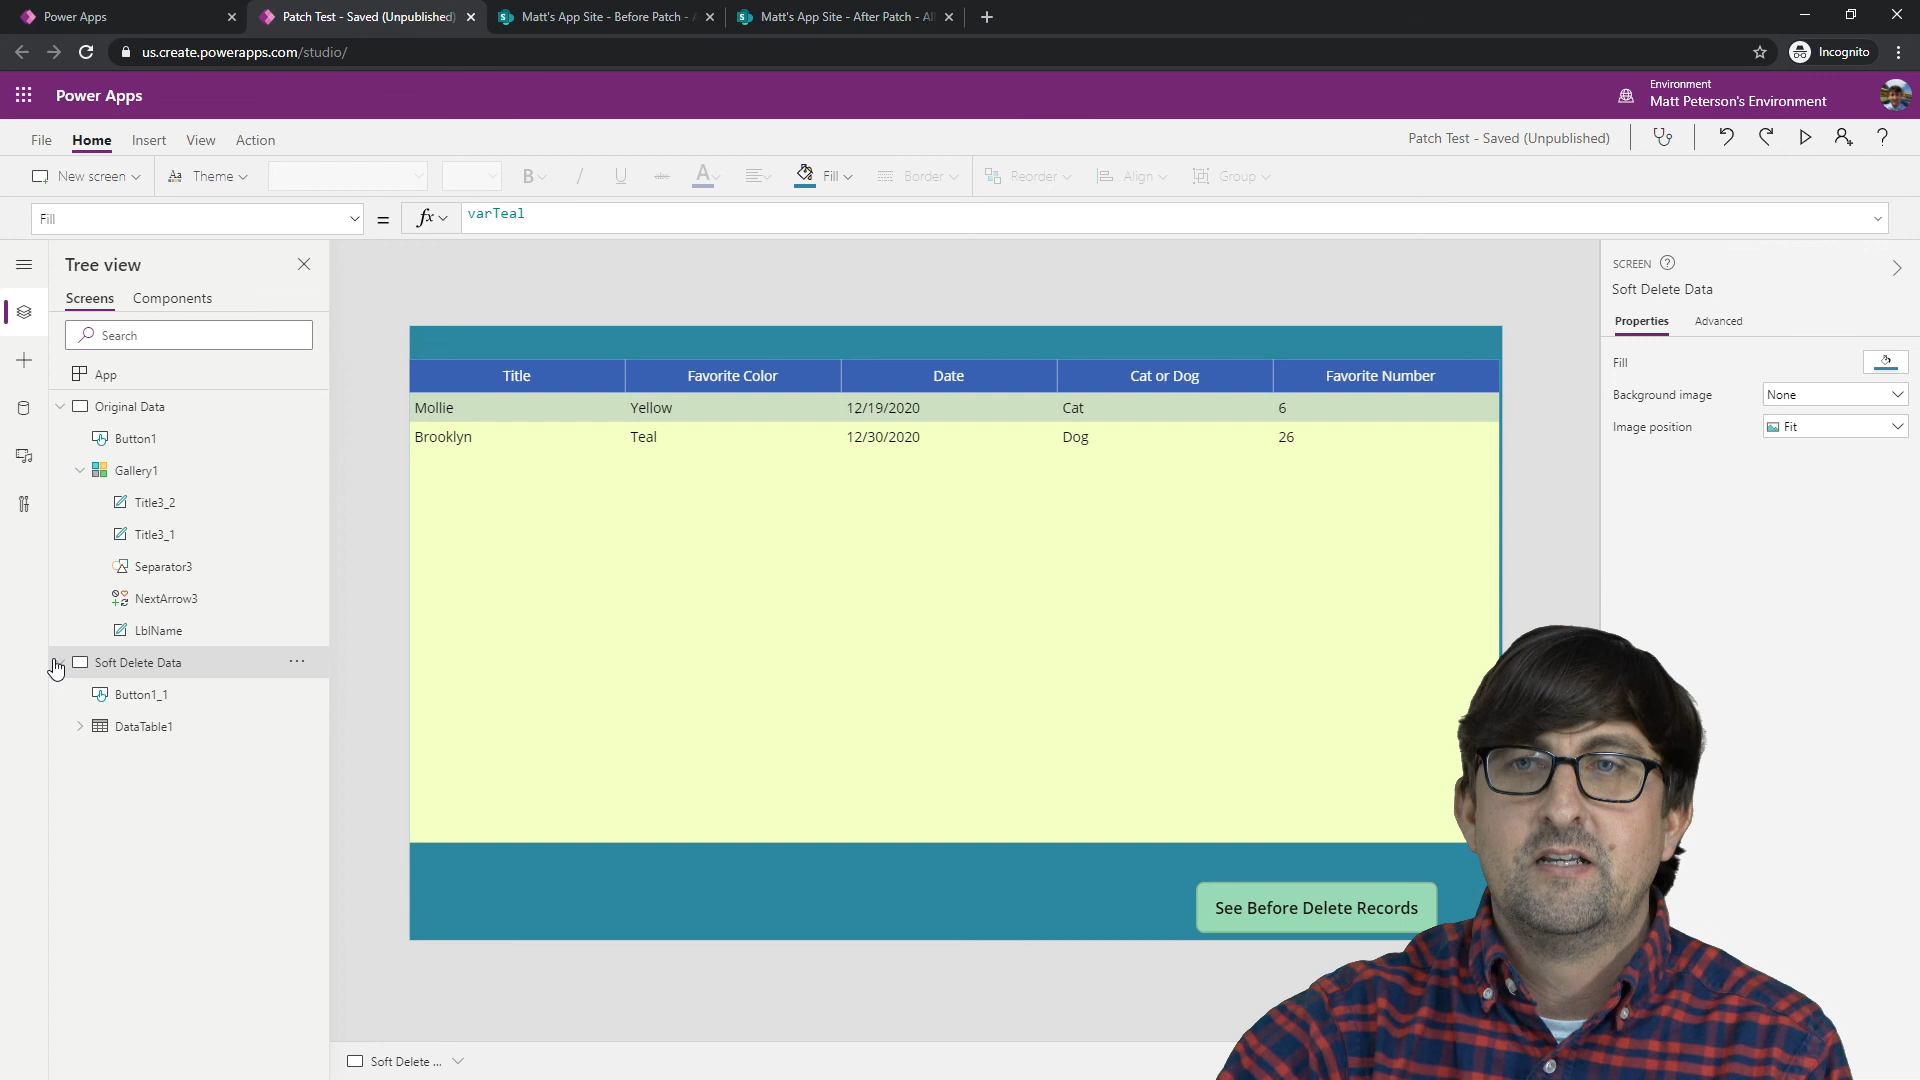 Power Apps
Patch Test - Saved (Unpublished)
Matt's App Site - Before Patch -
Matt's App Site - After Patch - Al
us.create.powerapps.com/studio/
Incognito
Power Apps
Environment
Matt Peterson's Environment
File Home Insert View Action
Patch Test - Saved (Unpublished)
New screen
Theme
B
/
U
abc
A
Fill
Border
Reorder
Align
Group
Fill
=
fx
varTeal
Tree view
Screens Components
Search
App
Original Data
Button1
Gallery1
Title3_2
Title3_1
Separator3
NextArrow3
LblName
Soft Delete Data
Button1_1
DataTable1
Title Favorite Color Date Cat or Dog Favorite Number
Mollie Yellow 12/19/2020 Cat 6
Brooklyn Teal 12/30/2020 Dog 26
See Before Delete Records
Soft Delete ...
SCREEN
Soft Delete Data
Properties Advanced
Fill
Background image None
Image position Fit